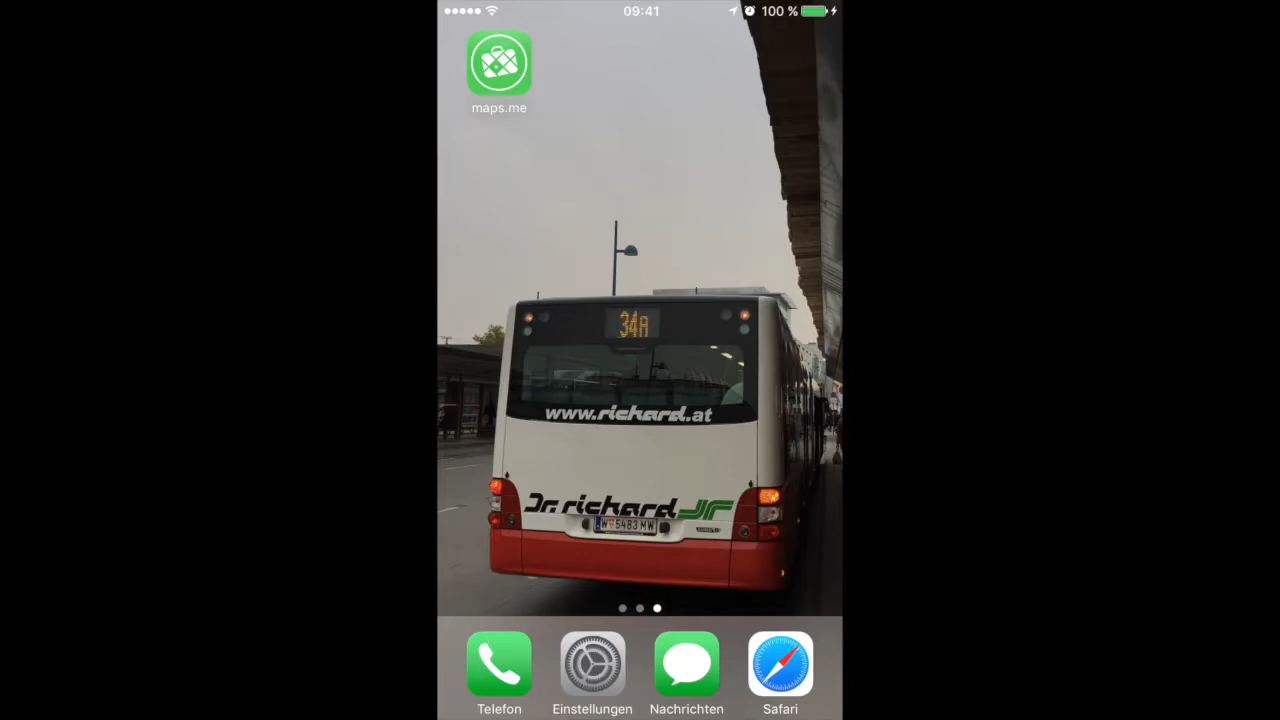 09:41
100 %
maps.me
34A
www.richard.at
Dr. richard
W 5483 MW
Telefon
Einstellungen
Nachrichten
Safari